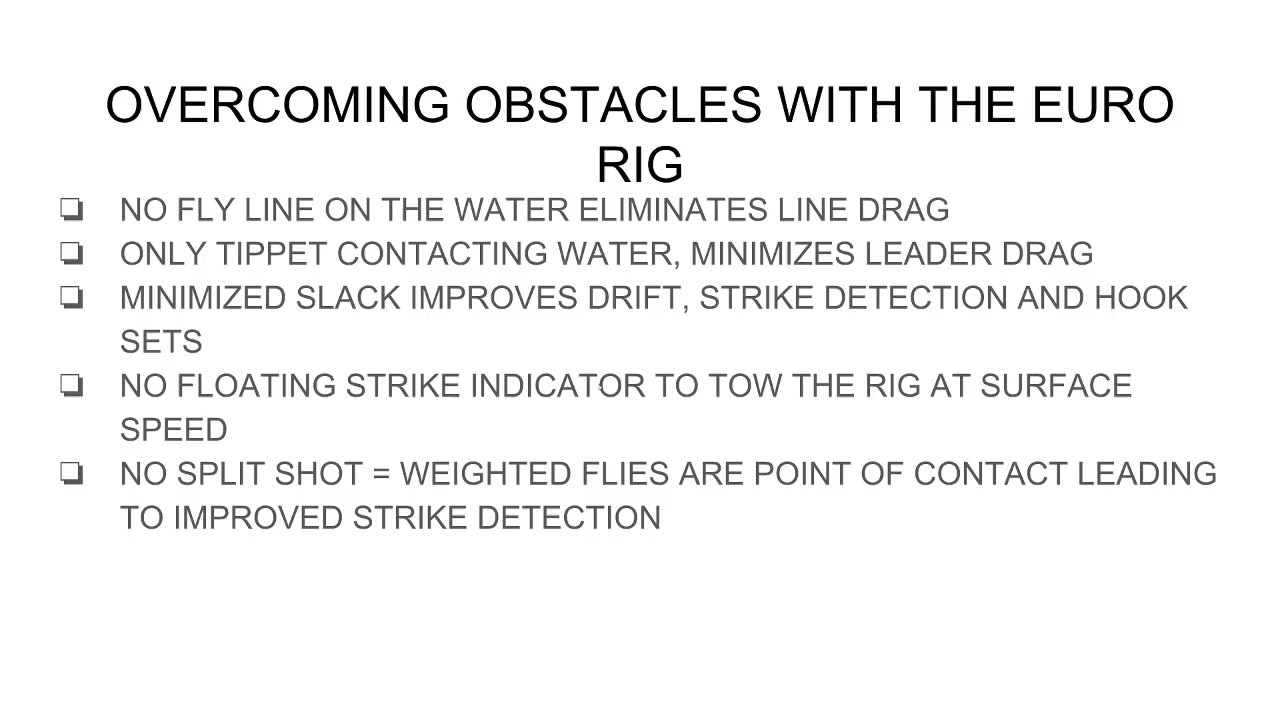 OVERCOMING OBSTACLES WITH THE EURO
RIG
❏ NO FLY LINE ON THE WATER ELIMINATES LINE DRAG
❏ ONLY TIPPET CONTACTING WATER, MINIMIZES LEADER DRAG
❏ MINIMIZED SLACK IMPROVES DRIFT, STRIKE DETECTION AND HOOK
SETS
❏ NO FLOATING STRIKE INDICATOR TO TOW THE RIG AT SURFACE
SPEED
❏ NO SPLIT SHOT = WEIGHTED FLIES ARE POINT OF CONTACT LEADING
TO IMPROVED STRIKE DETECTION